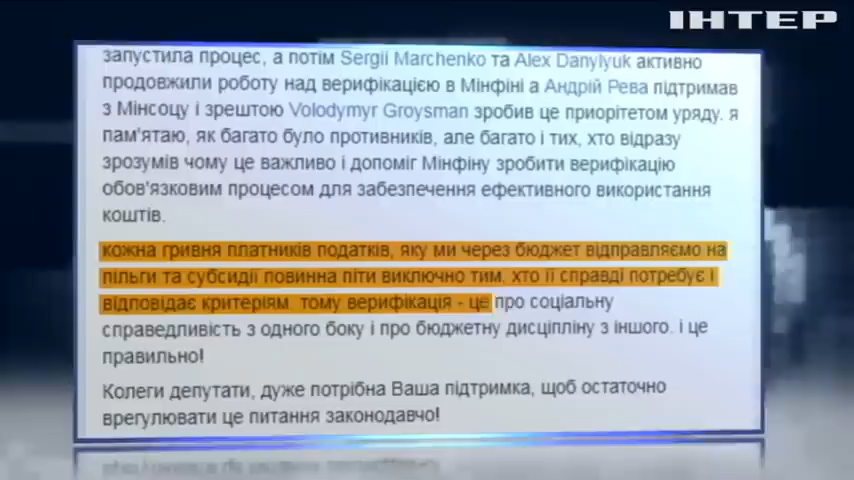 ІНТЕР
запустила процес, а потім Sergii Marchenko та Alex Danylyuk активно
продовжили роботу над верифікацією в Мінфіні а Андрій Рева підтримав
з Мінсоцу і зрештою Volodymyr Groysman зробив це приорітетом уряду. я
пам'ятаю, як багато було противників, але багато і тих, хто відразу
зрозумів чому це важливо і допоміг Мінфіну зробити верифікацію
обов'язковим процесом для забезпечення ефективного використання
коштів.
кожна гривня платників податків, яку ми через бюджет відправляємо на
пільги та субсидії повинна піти виключно тим, хто її справді потребує і
відповідає критеріям. тому верифікація - це про соціальну
справедливість з одного боку і про бюджетну дисципліну з іншого. і це
правильно!
Колеги депутати, дуже потрібна Ваша підтримка, щоб остаточно
врегулювати це питання законодавчо!